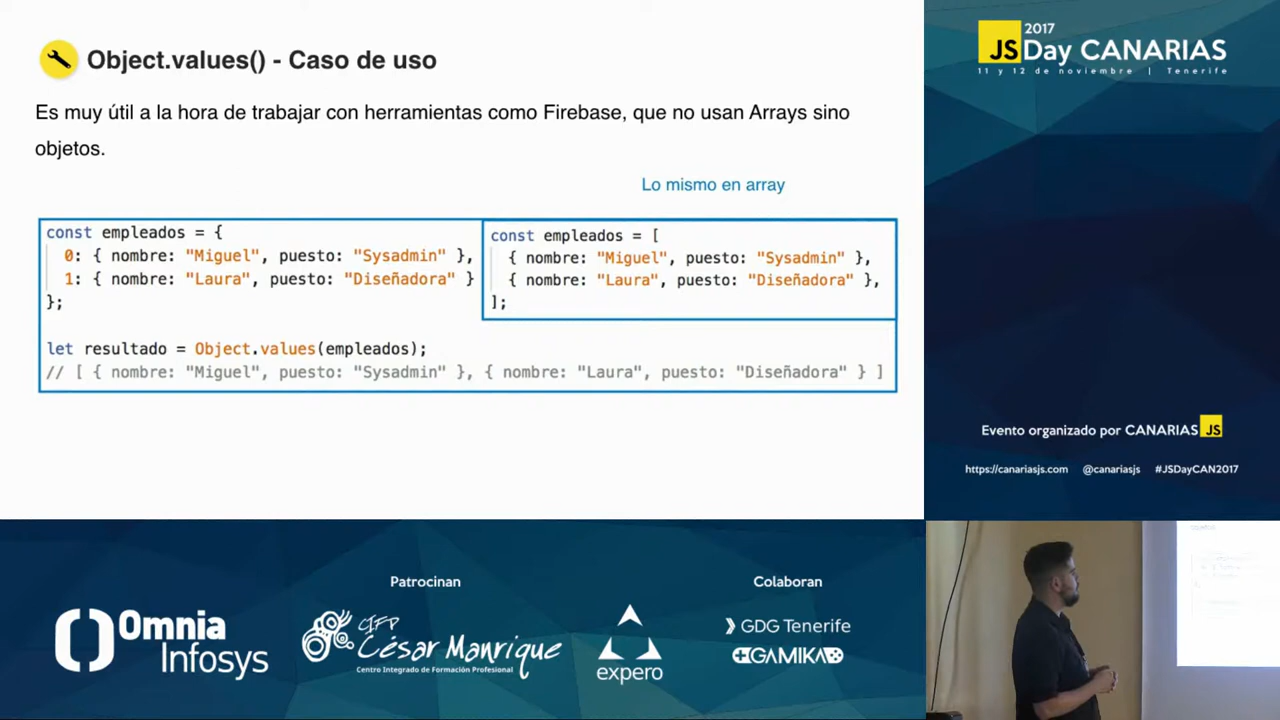 Object.values() - Caso de uso
Es muy útil a la hora de trabajar con herramientas como Firebase, que no usan Arrays sino
objetos.
Lo mismo en array
const empleados = {
0: { nombre: "Miguel", puesto: "Sysadmin" },
1: { nombre: "Laura", puesto: "Diseñadora" }
};
let resultado = Object.values(empleados);
// [ { nombre: "Miguel", puesto: "Sysadmin" }, { nombre: "Laura", puesto: "Diseñadora" } ]
const empleados = [
{ nombre: "Miguel", puesto: "Sysadmin" },
{ nombre: "Laura", puesto: "Diseñadora" },
];
2017
JSDay CANARIAS
11 y 12 de noviembre | Tenerife
Evento organizado por CANARIAS JS
https://canariasjs.com @canariasjs #JSDayCAN2017
Patrocinan
Omnia
Infosys
CIFP
César Manrique
Centro Integrado de Formación Profesional
expero
Colaboran
GDG Tenerife
GAMIKA